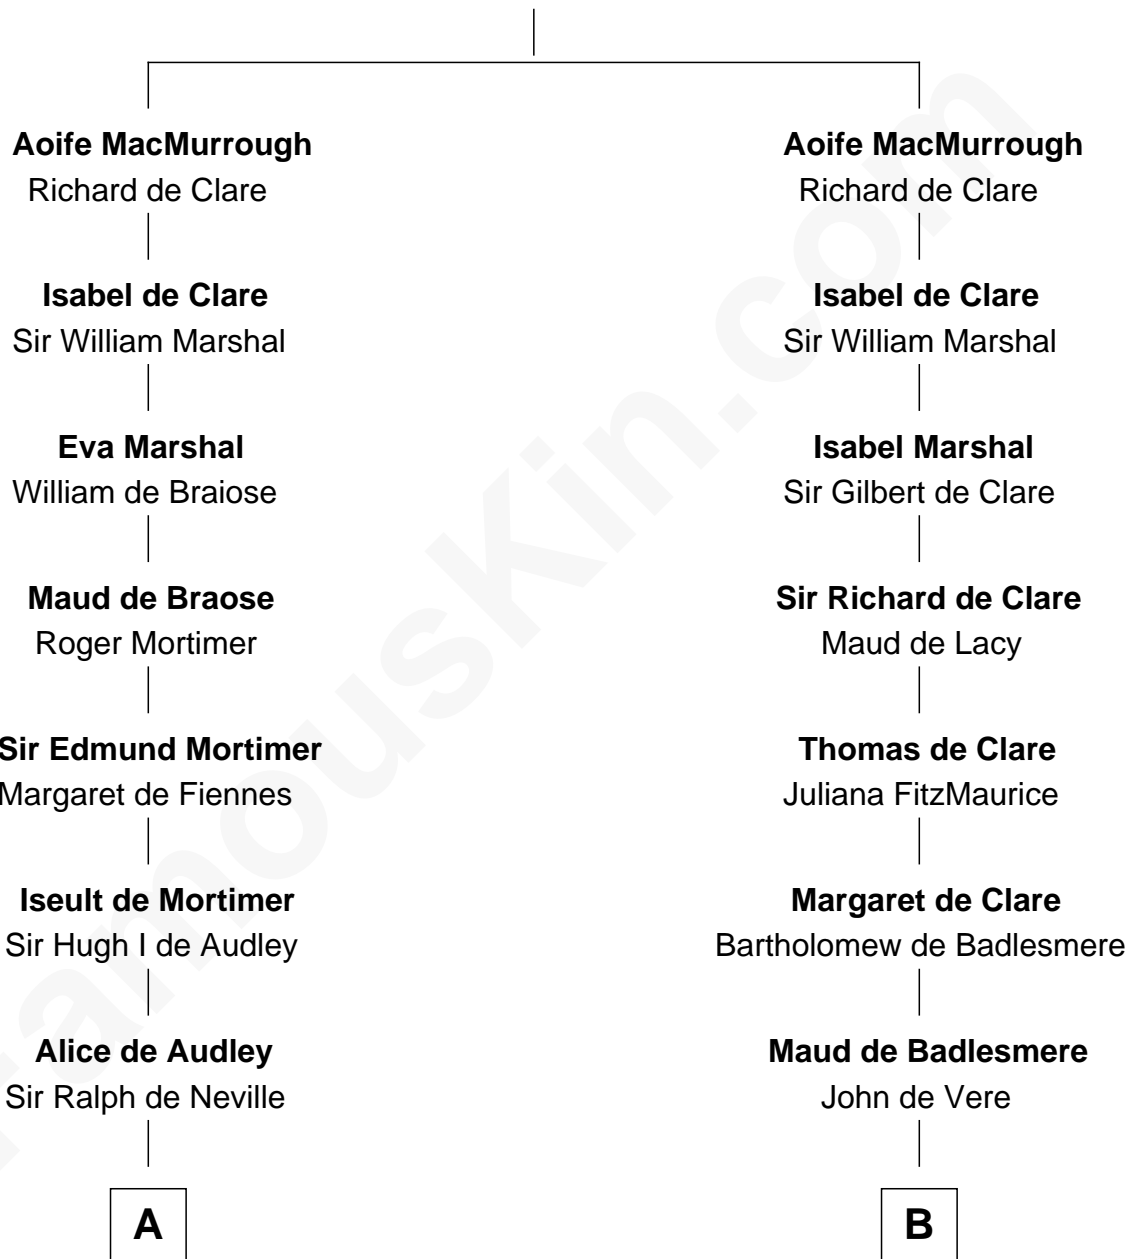 Aoife MacMurrough
Richard de Clare
Isabel de Clare
Sir William Marshal
Eva Marshal
William de Braiose
Maud de Braose
Roger Mortimer
Sir Edmund Mortimer
Margaret de Fiennes
Iseult de Mortimer
Sir Hugh I de Audley
Alice de Audley
Sir Ralph de Neville
A
Aoife MacMurrough
Richard de Clare
Isabel de Clare
Sir William Marshal
Isabel Marshal
Sir Gilbert de Clare
Sir Richard de Clare
Maud de Lacy
Thomas de Clare
Juliana FitzMaurice
Margaret de Clare
Bartholomew de Badlesmere
Maud de Badlesmere
John de Vere
B
FamousKin.com